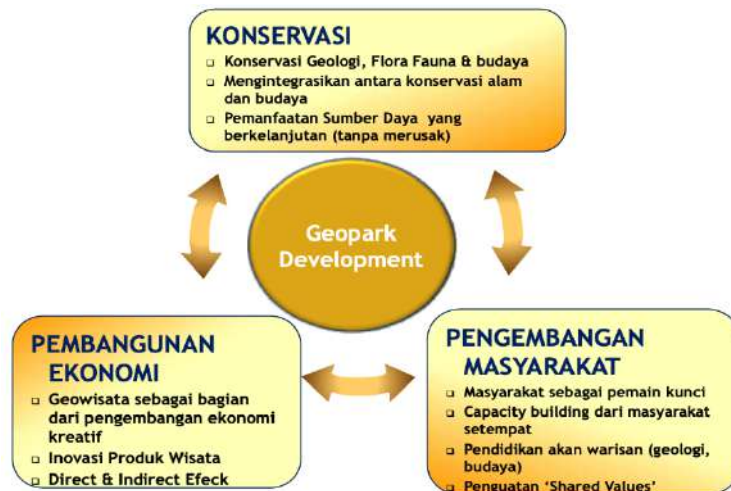 KONSERVASI
❑ Konservasi Geologi, Flora Fauna & budaya
❑ Mengintegrasikan antara konservasi alam
dan budaya
❑ Pemanfaatan Sumber Daya yang
berkelanjutan (tanpa merusak)
Geopark
Development
PEMBANGUNAN
EKONOMI
❑ Geowisata sebagai bagian
dari pengembangan ekonomi
kreatif
❑ Inovasi Produk Wisata
❑ Direct & Indirect Efeck
PENGEMBANGAN
MASYARAKAT
❑ Masyarakat sebagai pemain kunci
❑ Capacity building dari masyarakat
setempat
❑ Pendidikan akan warisan (geologi,
budaya)
❑ Penguatan ‘Shared Values’